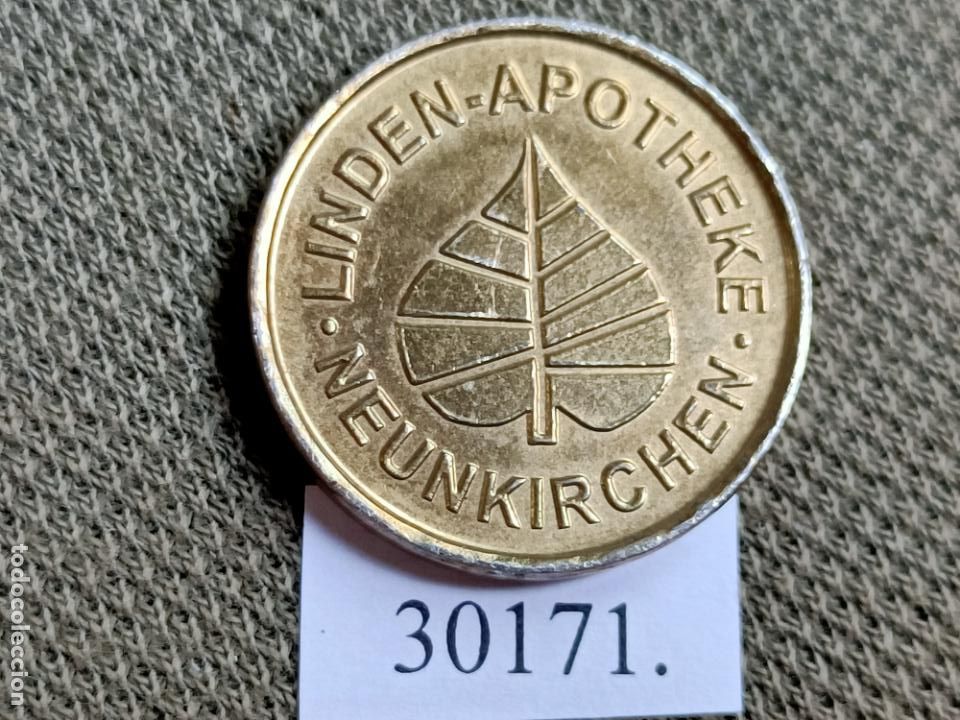 · LINDEN-APOTHEKE ·
NEUNKIRCHEN
30171.
todocoleccion